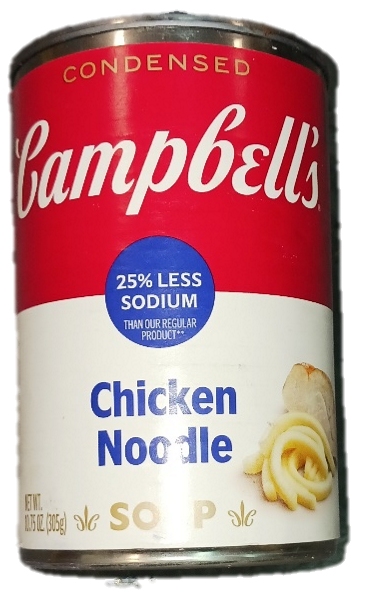 CONDENSED
Campbell's
25% LESS
SODIUM
THAN OUR REGULAR
PRODUCT**
Chicken
Noodle
NET WT.
10.75 OZ. (305g)
SOUP